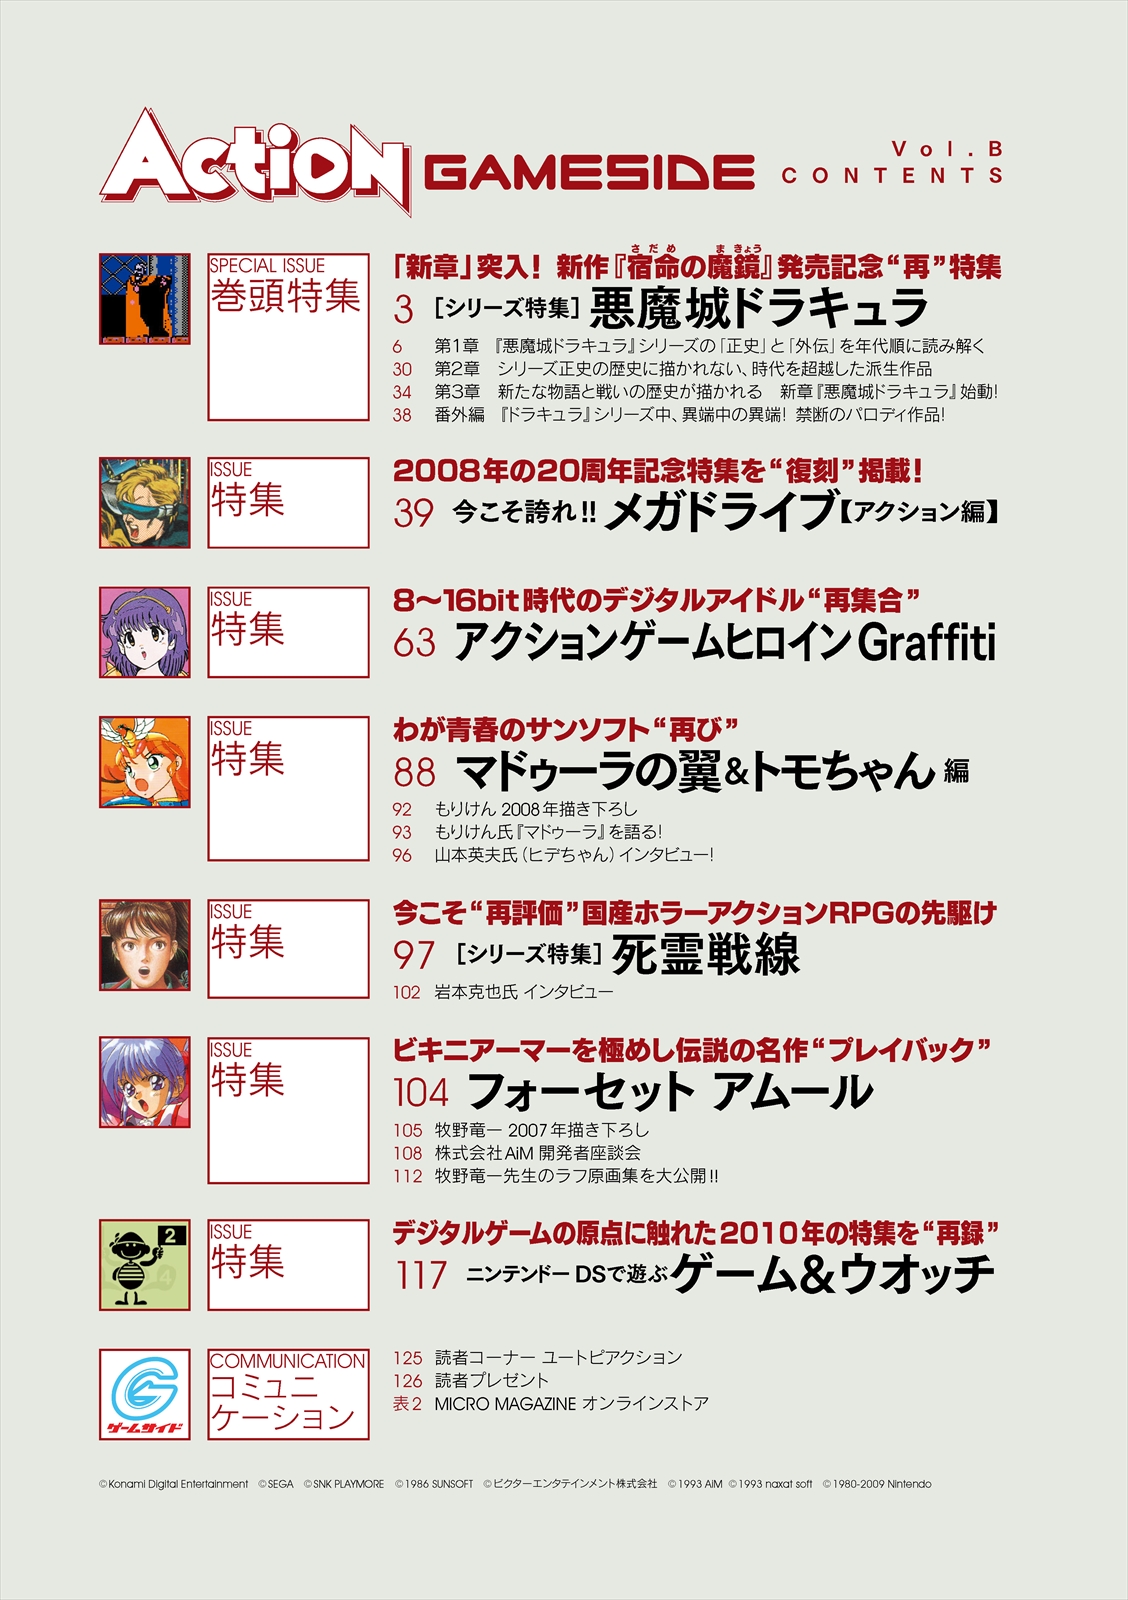 Action GAMESIDE
Vol.B
CONTENTS
SPECIAL ISSUE
巻頭特集
「新章」突入! 新作『宿命の魔鏡』発売記念“再”特集
さだめ
まきょう
3 [シリーズ特集] 悪魔城ドラキュラ
6 第1章 『悪魔城ドラキュラ』シリーズの「正史」と「外伝」を年代順に読み解く
30 第2章 シリーズ正史の歴史に描かれない、時代を超越した派生作品
34 第3章 新たな物語と戦いの歴史が描かれる 新章『悪魔城ドラキュラ』始動!
38 番外編 『ドラキュラ』シリーズ中、異端中の異端! 禁断のパロディ作品!
ISSUE
特集
2008年の20周年記念特集を“復刻”掲載!
39 今こそ誇れ!! メガドライブ【アクション編】
ISSUE
特集
8〜16bit時代のデジタルアイドル“再集合”
63 アクションゲームヒロインGraffiti
ISSUE
特集
わが青春のサンソフト“再び”
88 マドゥーラの翼&トモちゃん 編
92 もりけん 2008年描き下ろし
93 もりけん氏『マドゥーラ』を語る!
96 山本英夫氏(ヒデちゃん)インタビュー!
ISSUE
特集
今こそ“再評価”国産ホラーアクションRPGの先駆け
97 [シリーズ特集] 死霊戦線
102 岩本克也氏 インタビュー
ISSUE
特集
ビキニアーマーを極めし伝説の名作“プレイバック”
104 フォーセット アムール
105 牧野竜一 2007年描き下ろし
108 株式会社AiM 開発者座談会
112 牧野竜一先生のラフ原画集を大公開!!
2
ISSUE
特集
デジタルゲームの原点に触れた2010年の特集を“再録”
117 ニンテンドーDSで遊ぶゲーム&ウオッチ
ゲームサイド
COMMUNICATION
コミュニ
ケーション
125 読者コーナー ユートピアクション
126 読者プレゼント
表2 MICRO MAGAZINE オンラインストア
©Konami Digital Entertainment ©SEGA ©SNK PLAYMORE ©1986 SUNSOFT ©ビクターエンタテインメント株式会社 ©1993 AIM ©1993 naxat soft ©1980-2009 Nintendo